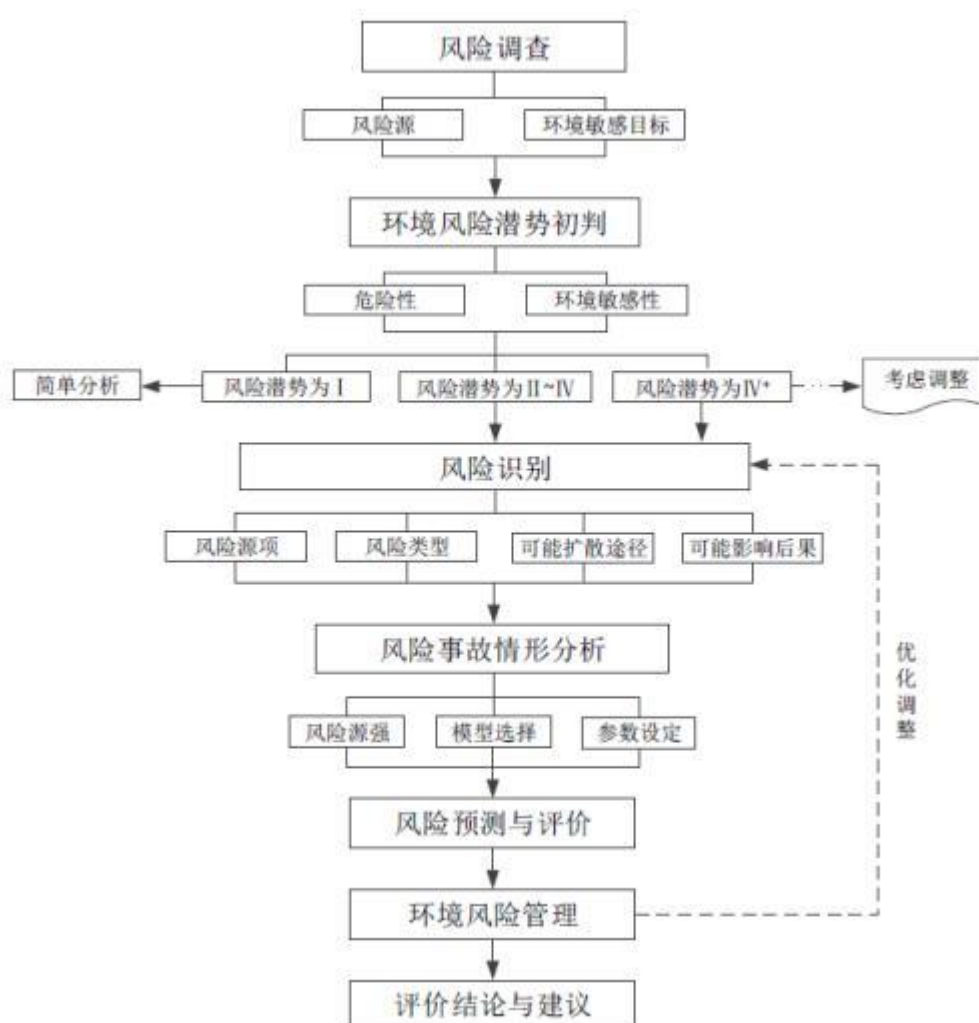 风险调查
风险源
环境敏感目标
环境风险潜势初判
危险性
环境敏感性
简单分析
风险潜势为Ⅰ
风险潜势为Ⅱ~Ⅳ
风险潜势为Ⅳ⁺
考虑调整
风险识别
风险源项
风险类型
可能扩散途径
可能影响后果
风险事故情形分析
优化调整
风险源强
模型选择
参数设定
风险预测与评价
环境风险管理
评价结论与建议